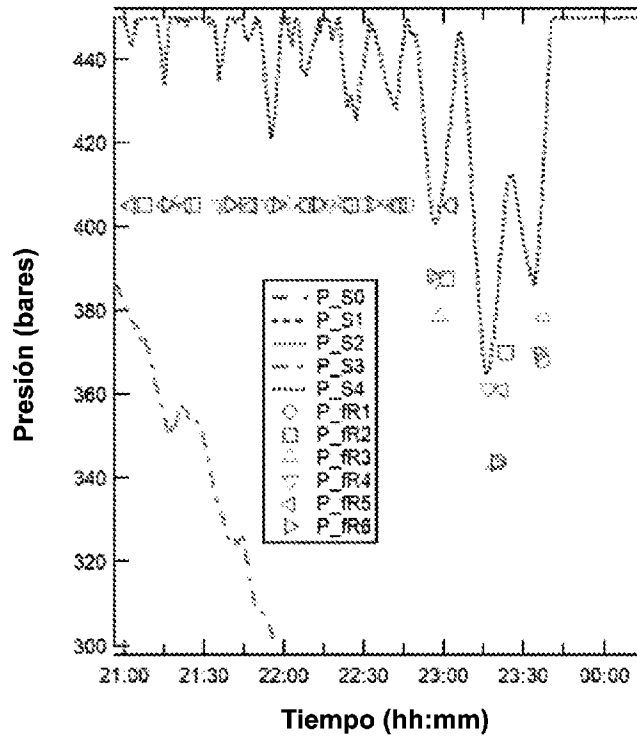 Presión (bares)
440
420
400
380
360
340
320
300
P_S0
P_S1
P_S2
P_S3
P_S4
P_fR1
P_fR2
P_fR3
P_fR4
P_fR5
P_fR6
21:00 21:30 22:00 22:30 23:00 23:30 00:00
Tiempo (hh:mm)